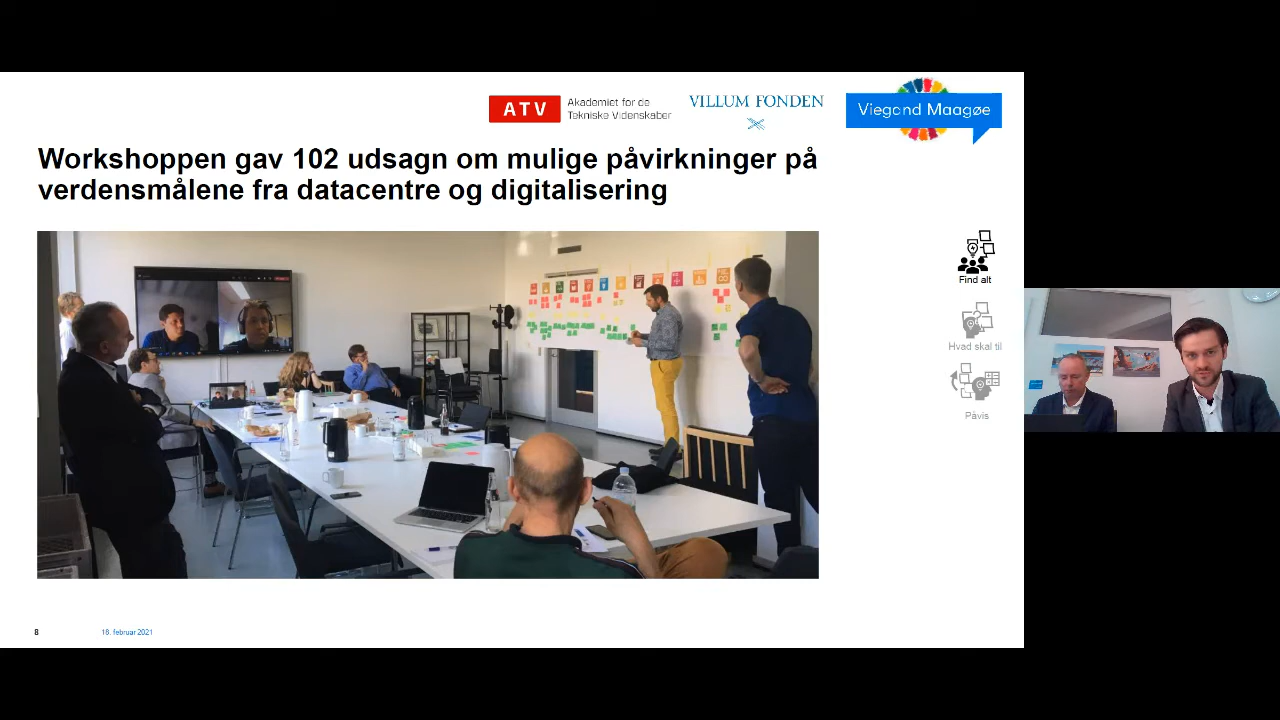 ATV
Akademiet for de
Tekniske Videnskaber
VILLUM FONDEN
Viegand Maagøe
Workshoppen gav 102 udsagn om mulige påvirkninger på
verdensmålene fra datacentre og digitalisering
Find alt
Hvad skal til
Påvis
8
18. februar 2021